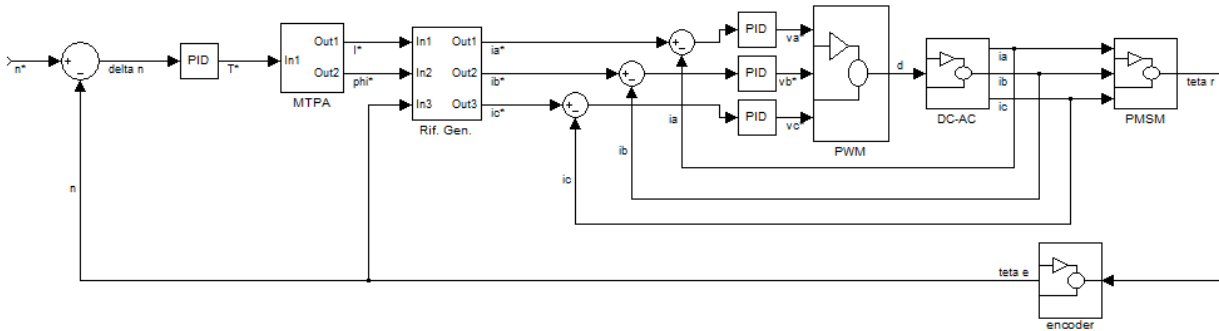 n*
delta n
PID
T*
In1
Out1
Out2
MTPA
I*
phi*
In1
In2
In3
Out1
Out2
Out3
Rif. Gen.
ia*
ib*
ic*
PID
PID
PID
va*
vb*
vc*
PWM
d
DC-AC
ia
ib
ic
PMSM
teta r
ia
ib
ic
n
teta e
encoder